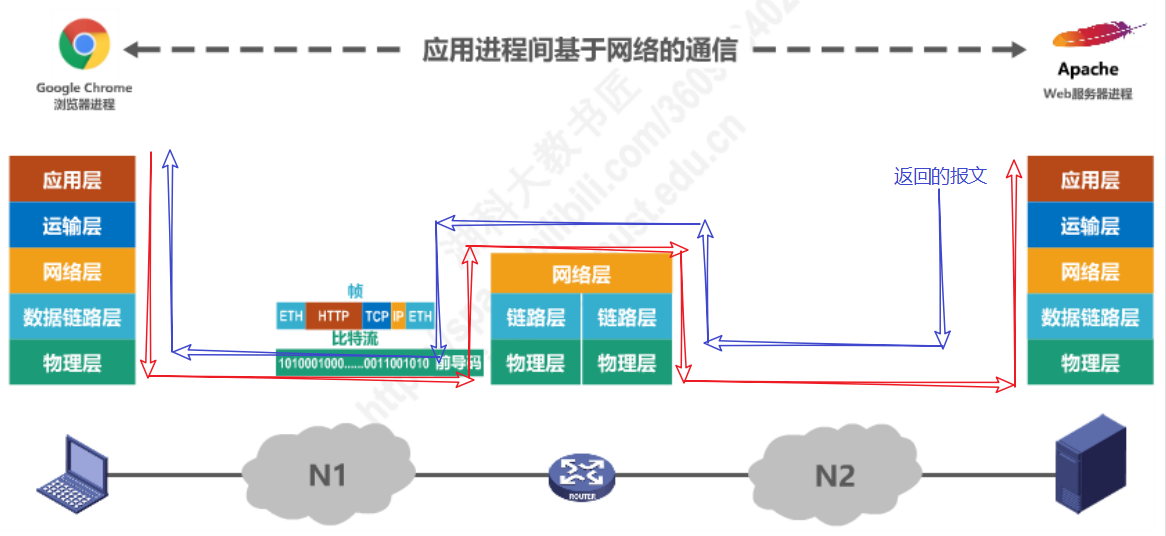 应用进程间基于网络的通信
Google Chrome
浏览器进程
Apache
Web服务器进程
应用层
运输层
网络层
数据链路层
物理层
返回的报文
帧
ETH HTTP TCP IP ETH
比特流
1010001000......0011001010 前导码
网络层
链路层 链路层
物理层 物理层
应用层
运输层
网络层
数据链路层
物理层
N1
ROUTER
N2